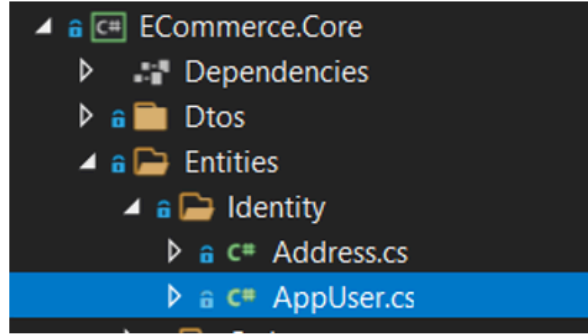 C# ECommerce.Core
Dependencies
Dtos
Entities
Identity
C# Address.cs
C# AppUser.cs